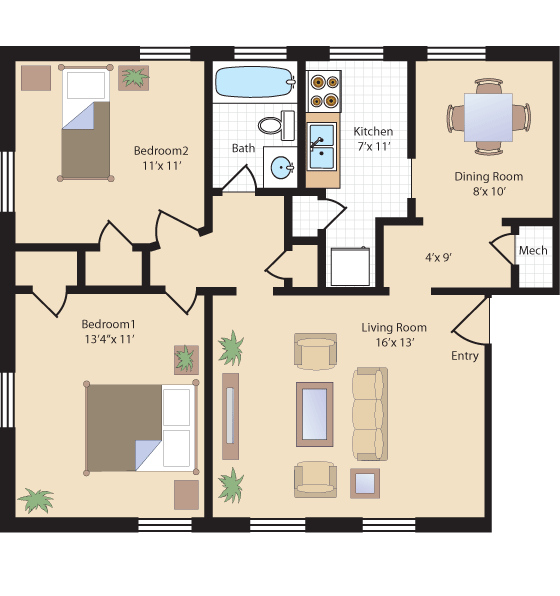 Bedroom2
11’x 11’
Bath
Kitchen
7’x 11’
Dining Room
8’x 10’
4’x 9’
Mech
Bedroom1
13’4”x 11’
Living Room
16’x 13’
Entry